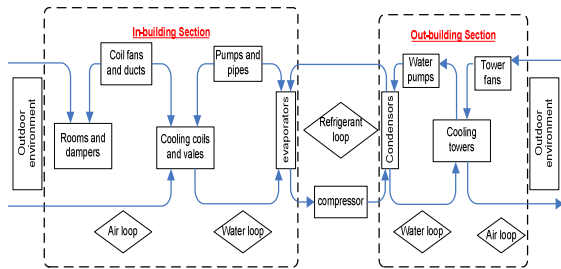 In-building Section
Out-building Section
Outdoor
environment
Coil fans
and ducts
Pumps and
pipes
Rooms and
dampers
Cooling coils
and vales
evaporators
Refrigerant
loop
compressor
Condensors
Water
pumps
Tower
fans
Cooling
towers
Outdoor
environment
Air loop
Water loop
Water loop
Air loop